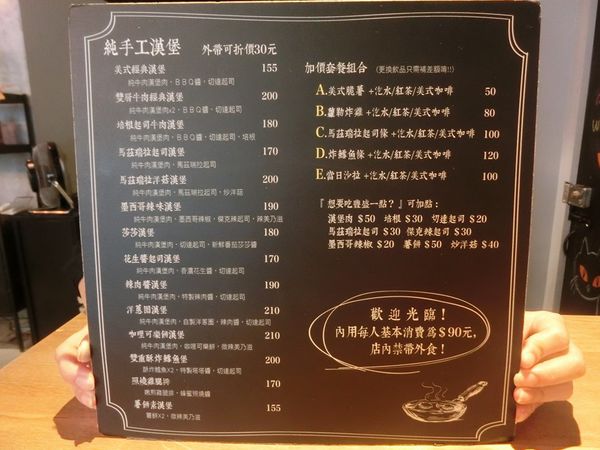 純手工漢堡 外帶可折價30元
美式經典漢堡 155
純牛肉漢堡肉、BBQ醬、切達起司
雙層牛肉經典漢堡 200
純牛肉漢堡肉x2、BBQ醬、切達起司
培根起司牛肉漢堡 180
純牛肉漢堡肉、BBQ醬、切達起司、培根
馬茲瑞拉起司漢堡 170
純牛肉漢堡肉、馬茲瑞拉起司
馬茲瑞拉洋菇漢堡 200
純牛肉漢堡肉、馬茲瑞拉起司、炒洋菇
墨西哥辣味漢堡 190
純牛肉漢堡肉、墨西哥辣椒、傑克辣起司、辣美乃滋
莎莎漢堡 180
純牛肉漢堡肉、切達起司、新鮮番茄莎莎醬
花生醬起司漢堡 170
純牛肉漢堡肉、香濃花生醬、切達起司
辣肉醬漢堡 190
純牛肉漢堡肉、特製辣肉醬、切達起司
洋蔥圈漢堡 210
純牛肉漢堡肉、自製洋蔥圈、辣肉醬、切達起司
咖哩可樂餅漢堡 210
純牛肉漢堡肉、咖哩可樂餅、微辣美乃滋
雙重酥炸鱈魚堡 200
酥炸鱈魚X2、特製塔塔醬、切達起司
照燒雞腿排 170
嫩煎雞腿排、蜂蜜照燒醬
薯餅素漢堡 155
薯餅X2、微辣美乃滋
加價套餐組合 (更換飲品只需補差額唷!!)
A.美式脆薯+汽水/紅茶/美式咖啡 50
B.蘿勒炸雞+汽水/紅茶/美式咖啡 80
C.馬茲瑞拉起司條+汽水/紅茶/美式咖啡 100
D.炸鱈魚條+汽水/紅茶/美式咖啡 120
E.當日沙拉+汽水/紅茶/美式咖啡 100
『想要吃豐盛一點?』可加點:
漢堡肉$50 培根$30 切達起司$20
馬茲瑞拉起司$30 傑克辣起司$30
墨西哥辣椒$20 薯餅$50 炒洋菇$40
歡迎光臨!
內用每人基本消費為$90元,
店內禁帶外食!